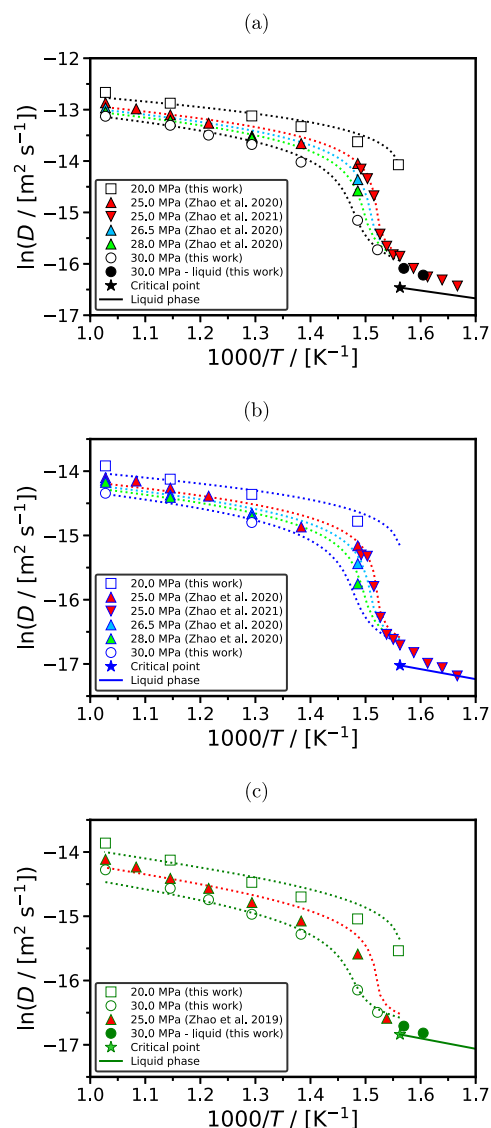 (a)
−12
−13
−14
−15
−16
−17
ln(D / [m² s⁻¹])
20.0 MPa (this work)
25.0 MPa (Zhao et al. 2020)
25.0 MPa (Zhao et al. 2021)
26.5 MPa (Zhao et al. 2020)
28.0 MPa (Zhao et al. 2020)
30.0 MPa (this work)
30.0 MPa - liquid (this work)
Critical point
Liquid phase
1.0 1.1 1.2 1.3 1.4 1.5 1.6 1.7
1000/T / [K⁻¹]
(b)
−14
−15
−16
−17
ln(D / [m² s⁻¹])
20.0 MPa (this work)
25.0 MPa (Zhao et al. 2020)
25.0 MPa (Zhao et al. 2021)
26.5 MPa (Zhao et al. 2020)
28.0 MPa (Zhao et al. 2020)
30.0 MPa (this work)
Critical point
Liquid phase
1.0 1.1 1.2 1.3 1.4 1.5 1.6 1.7
1000/T / [K⁻¹]
(c)
−14
−15
−16
−17
ln(D / [m² s⁻¹])
20.0 MPa (this work)
30.0 MPa (this work)
25.0 MPa (Zhao et al. 2019)
30.0 MPa - liquid (this work)
Critical point
Liquid phase
1.0 1.1 1.2 1.3 1.4 1.5 1.6 1.7
1000/T / [K⁻¹]